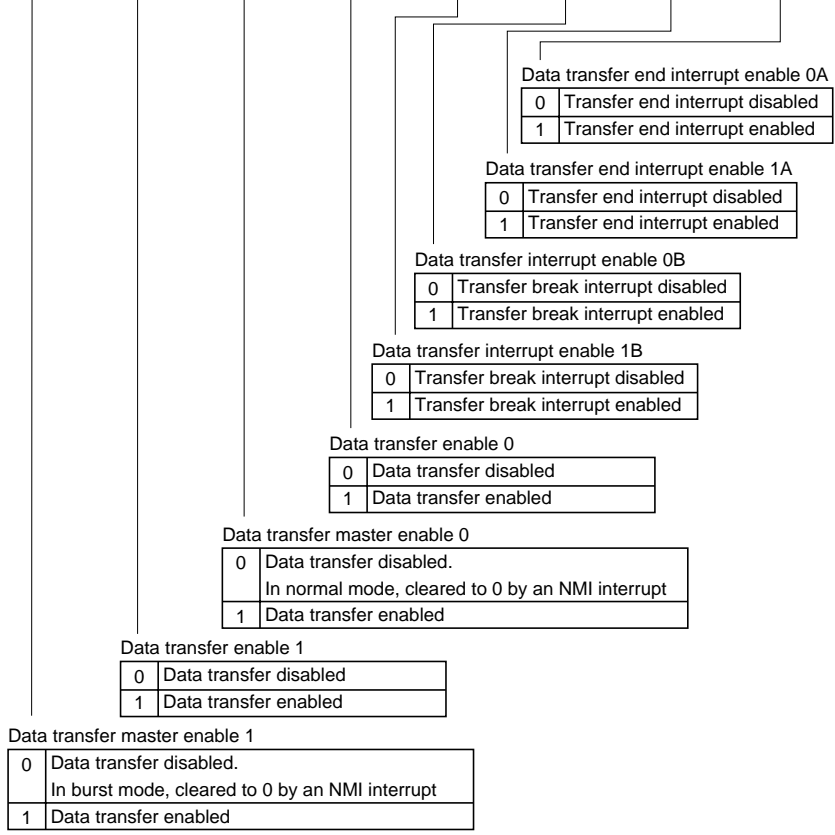 Data transfer end interrupt enable 0A
0 Transfer end interrupt disabled
1 Transfer end interrupt enabled
Data transfer end interrupt enable 1A
0 Transfer end interrupt disabled
1 Transfer end interrupt enabled
Data transfer interrupt enable 0B
0 Transfer break interrupt disabled
1 Transfer break interrupt enabled
Data transfer interrupt enable 1B
0 Transfer break interrupt disabled
1 Transfer break interrupt enabled
Data transfer enable 0
0 Data transfer disabled
1 Data transfer enabled
Data transfer master enable 0
0 Data transfer disabled.
In normal mode, cleared to 0 by an NMI interrupt
1 Data transfer enabled
Data transfer enable 1
0 Data transfer disabled
1 Data transfer enabled
Data transfer master enable 1
0 Data transfer disabled.
In burst mode, cleared to 0 by an NMI interrupt
1 Data transfer enabled